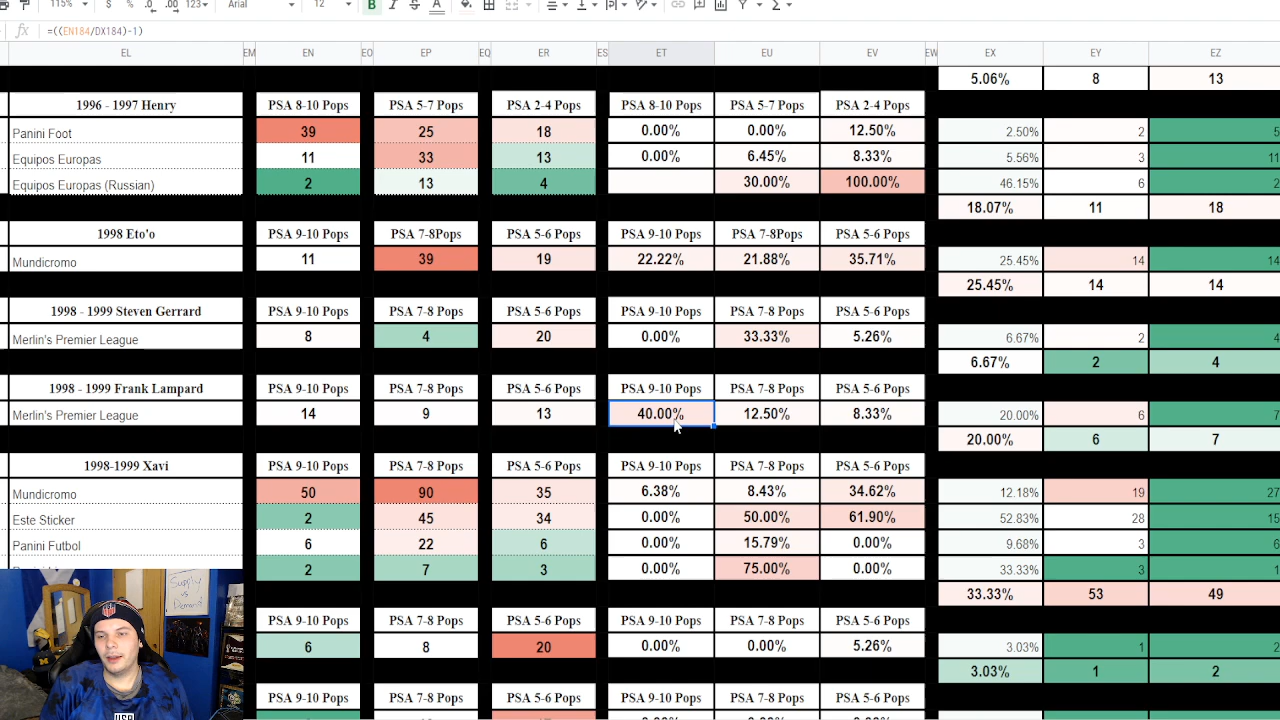 115% $ % .0 .00 123 Arial 12 B I S A Σ
fx =((EN184/DX184)-1)
EL EM EN EO EP EQ ER ES ET EU EV EW EX EY EZ
5.06% 8 13
1996 - 1997 Henry PSA 8-10 Pops PSA 5-7 Pops PSA 2-4 Pops PSA 8-10 Pops PSA 5-7 Pops PSA 2-4 Pops
Panini Foot 39 25 18 0.00% 0.00% 12.50% 2.50% 2 5
Equipos Europas 11 33 13 0.00% 6.45% 8.33% 5.56% 3 11
Equipos Europas (Russian) 2 13 4 30.00% 100.00% 46.15% 6 2
18.07% 11 18
1998 Eto'o PSA 9-10 Pops PSA 7-8Pops PSA 5-6 Pops PSA 9-10 Pops PSA 7-8Pops PSA 5-6 Pops
Mundicromo 11 39 19 22.22% 21.88% 35.71% 25.45% 14 14
25.45% 14 14
1998 - 1999 Steven Gerrard PSA 9-10 Pops PSA 7-8 Pops PSA 5-6 Pops PSA 9-10 Pops PSA 7-8 Pops PSA 5-6 Pops
Merlin's Premier League 8 4 20 0.00% 33.33% 5.26% 6.67% 2 4
6.67% 2 4
1998 - 1999 Frank Lampard PSA 9-10 Pops PSA 7-8 Pops PSA 5-6 Pops PSA 9-10 Pops PSA 7-8 Pops PSA 5-6 Pops
Merlin's Premier League 14 9 13 40.00% 12.50% 8.33% 20.00% 6 7
20.00% 6 7
1998-1999 Xavi PSA 9-10 Pops PSA 7-8 Pops PSA 5-6 Pops PSA 9-10 Pops PSA 7-8 Pops PSA 5-6 Pops
Mundicromo 50 90 35 6.38% 8.43% 34.62% 12.18% 19 27
Este Sticker 2 45 34 0.00% 50.00% 61.90% 52.83% 28 15
Panini Futbol 6 22 6 0.00% 15.79% 0.00% 9.68% 3 6
2 7 3 0.00% 75.00% 0.00% 33.33% 3 1
33.33% 53 49
Supply
vs
Demand
PSA 9-10 Pops PSA 7-8 Pops PSA 5-6 Pops PSA 9-10 Pops PSA 7-8 Pops PSA 5-6 Pops
6 8 20 0.00% 0.00% 5.26% 3.03% 1 2
3.03% 1 2
PSA 9-10 Pops PSA 7-8 Pops PSA 5-6 Pops PSA 9-10 Pops PSA 7-8 Pops PSA 5-6 Pops
USA